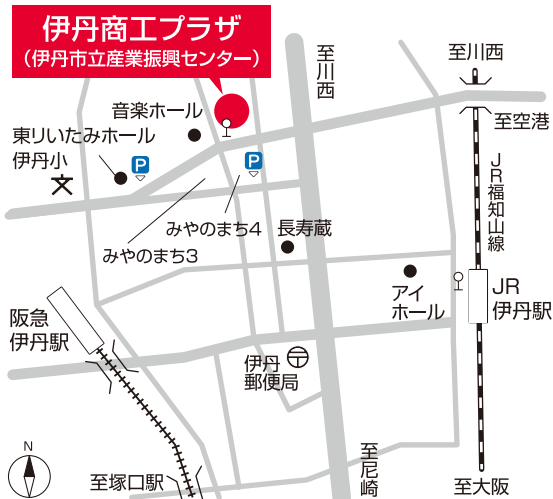 伊丹商工プラザ
(伊丹市立産業振興センター)
至川西
至川西
音楽ホール
至空港
東リいたみホール
伊丹小
文
P
P
JR福知山線
みやのまち4
長寿蔵
みやのまち3
アイ
ホール
JR
伊丹駅
阪急
伊丹駅
伊丹
郵便局
〒
N
至塚口駅
至尼崎
至大阪